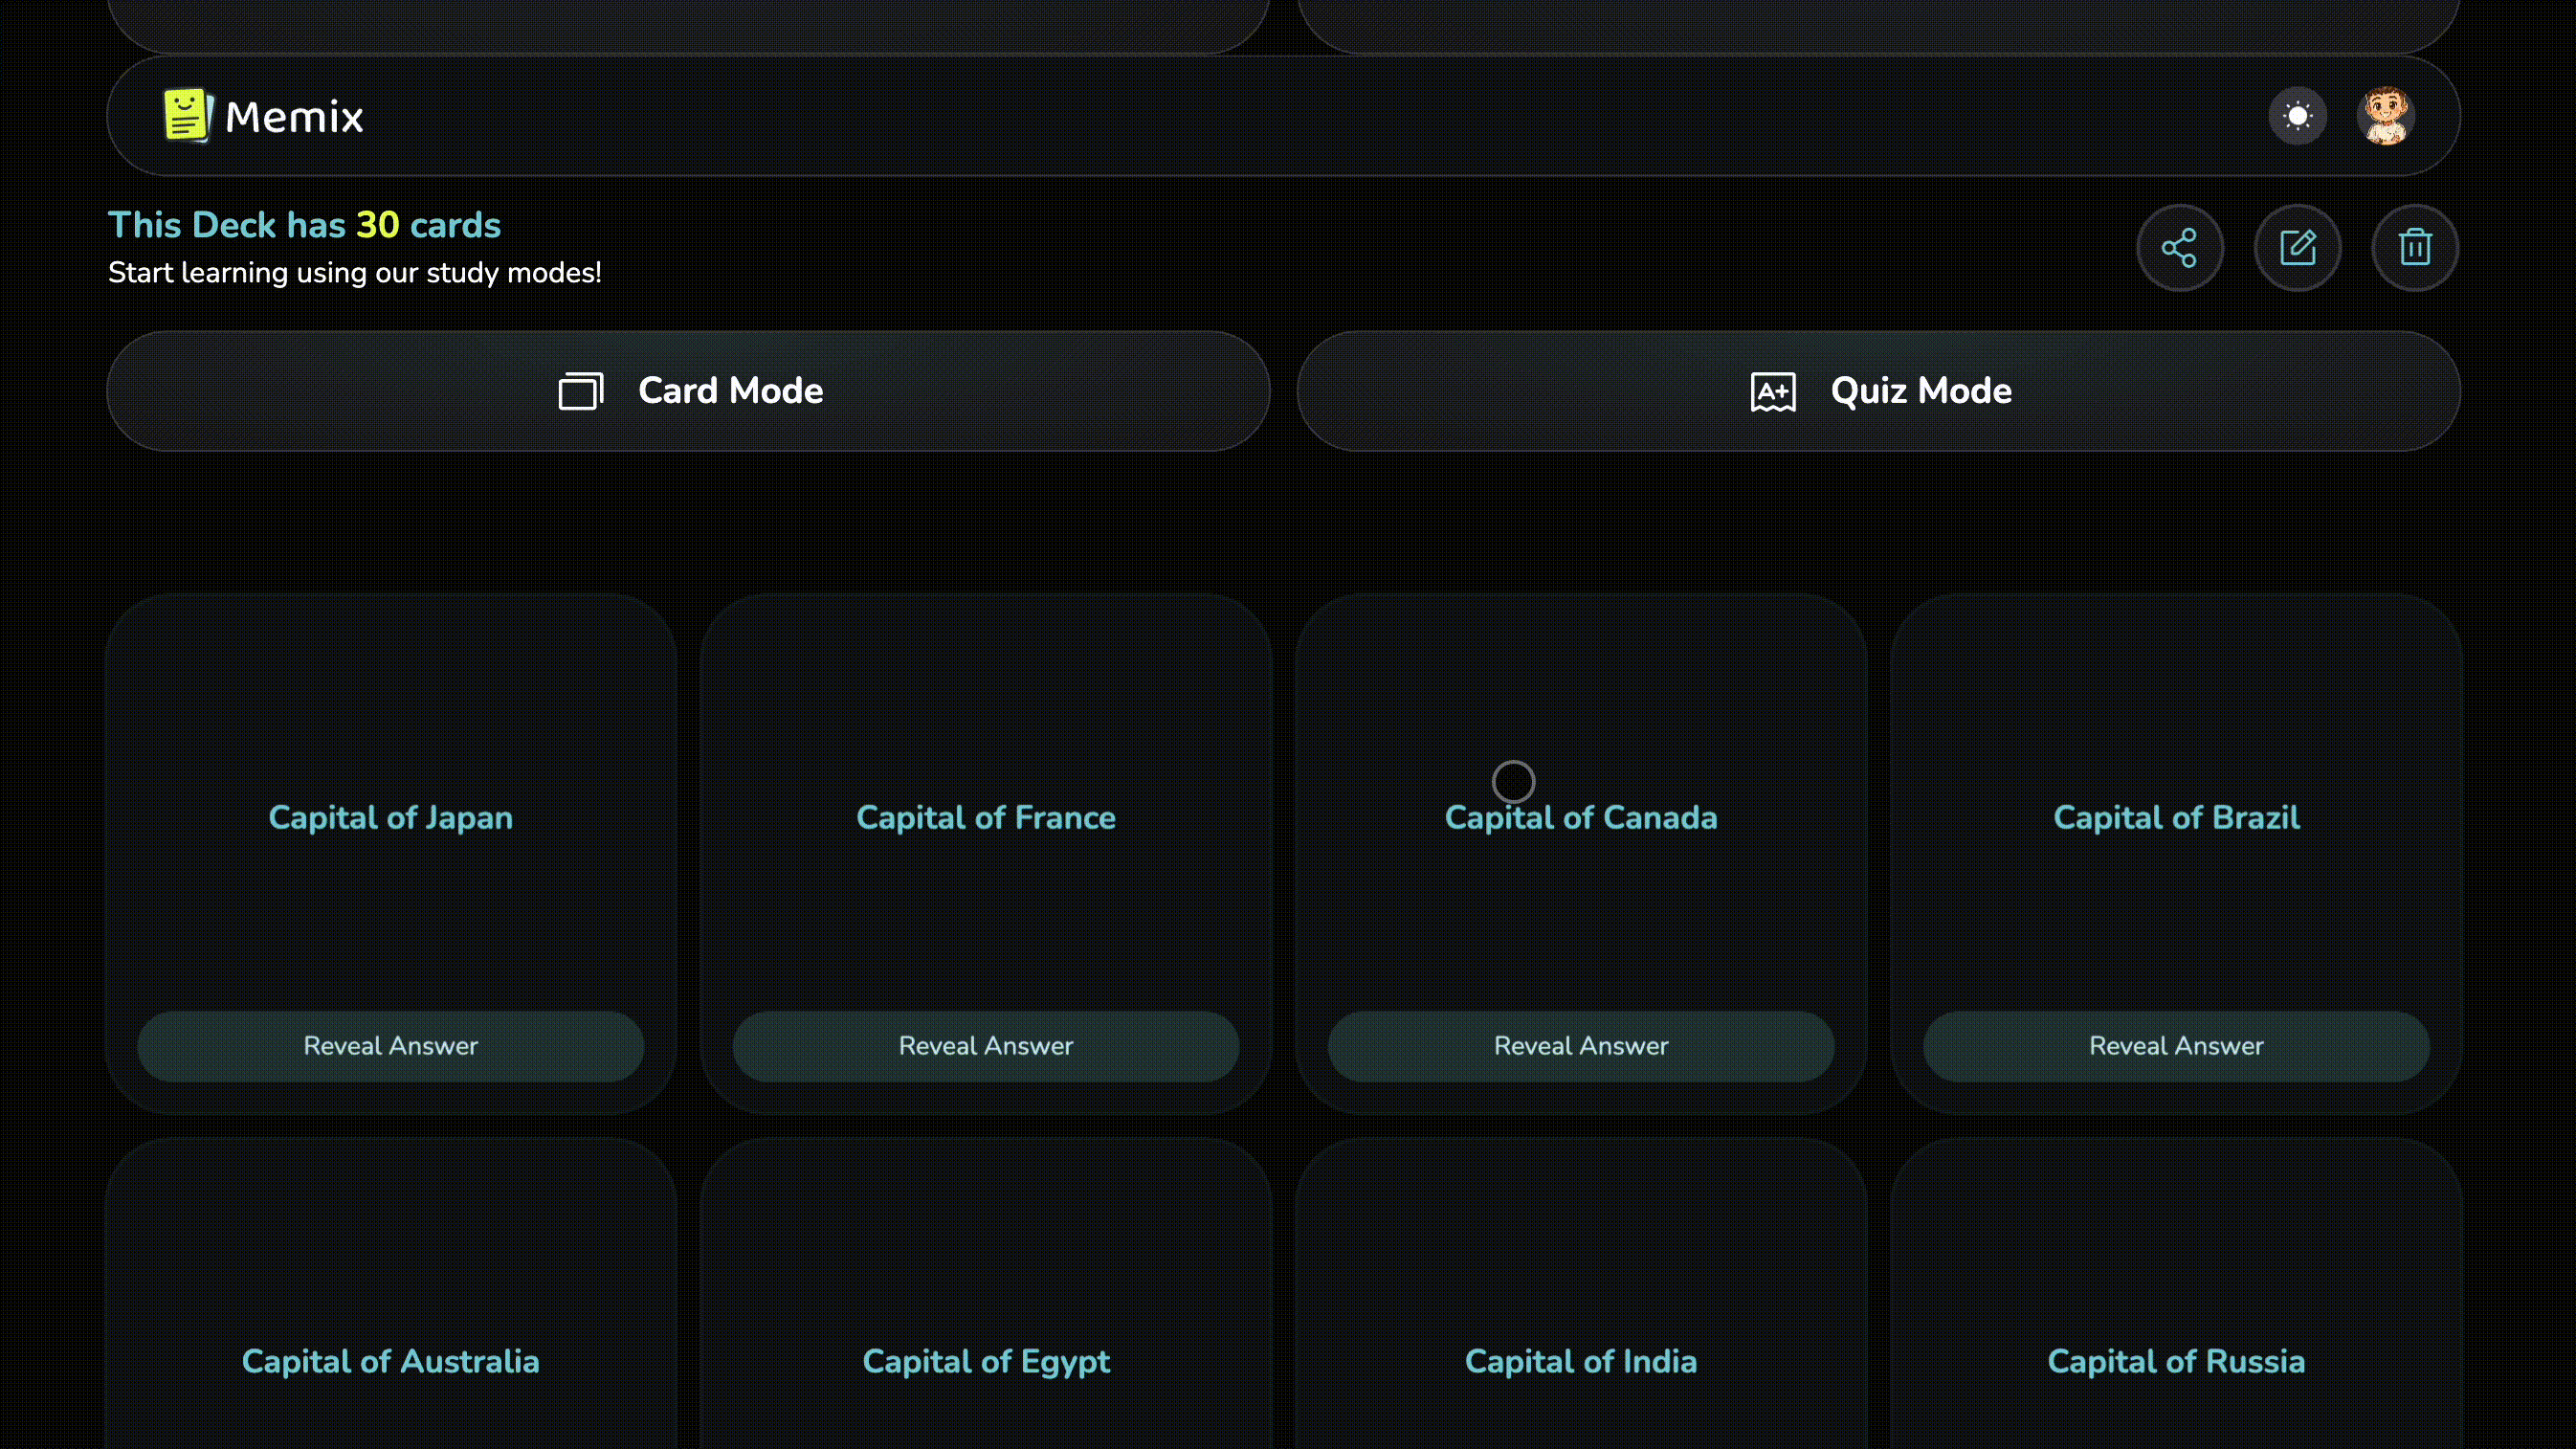 Memix
This Deck has 30 cards
Start learning using our study modes!
Card Mode
A+ Quiz Mode
Capital of Japan
Capital of France
Capital of Canada
Capital of Brazil
Reveal Answer
Reveal Answer
Reveal Answer
Reveal Answer
Capital of Australia
Capital of Egypt
Capital of India
Capital of Russia